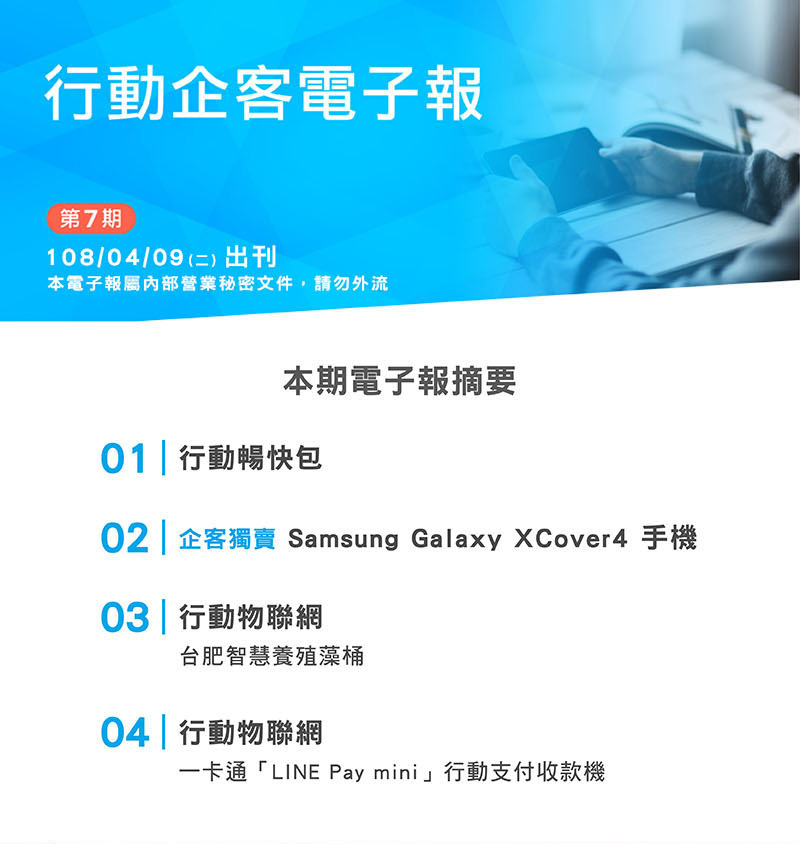 行動企客電子報
第7期
108/04/09(二) 出刊
本電子報屬內部營業秘密文件，請勿外流
本期電子報摘要
01 行動暢快包
02 企客獨賣 Samsung Galaxy XCover4 手機
03 行動物聯網
台肥智慧養殖藻桶
04 行動物聯網
一卡通「LINE Pay mini」行動支付收款機